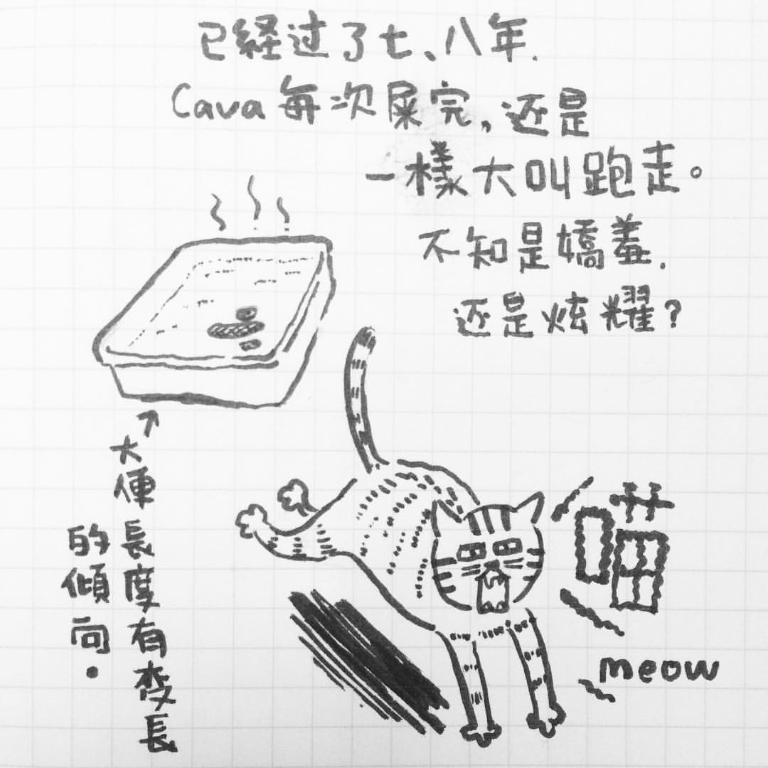 已経过了七、八年.
Cava 每次屎完,还是
一樣大叫跑走。
不知是嬌羞,
还是炫耀?
大便長度有変長
的傾向.
喵
meow